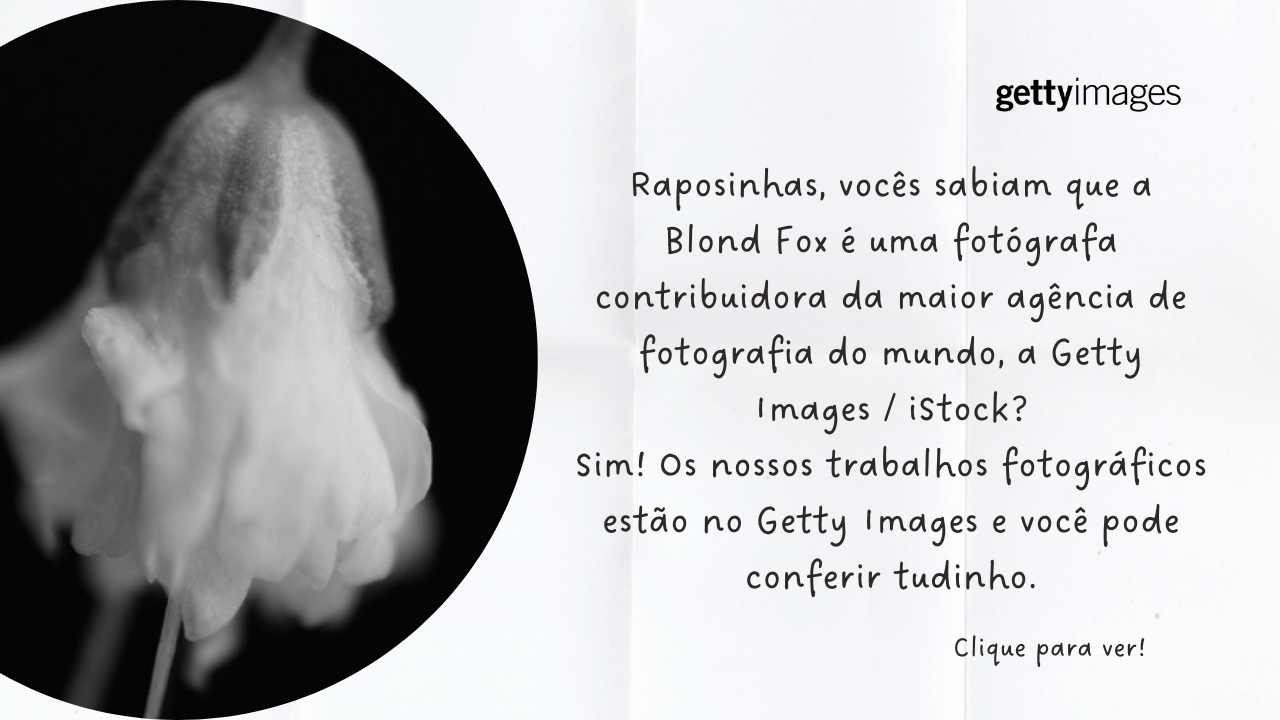 gettyimages
Raposinhas, vocês sabiam que a
Blond Fox é uma fotógrafa
contribuidora da maior agência de
fotografia do mundo, a Getty
Images / iStock?
Sim! Os nossos trabalhos fotográficos
estão no Getty Images e você pode
conferir tudinho.
Clique para ver!